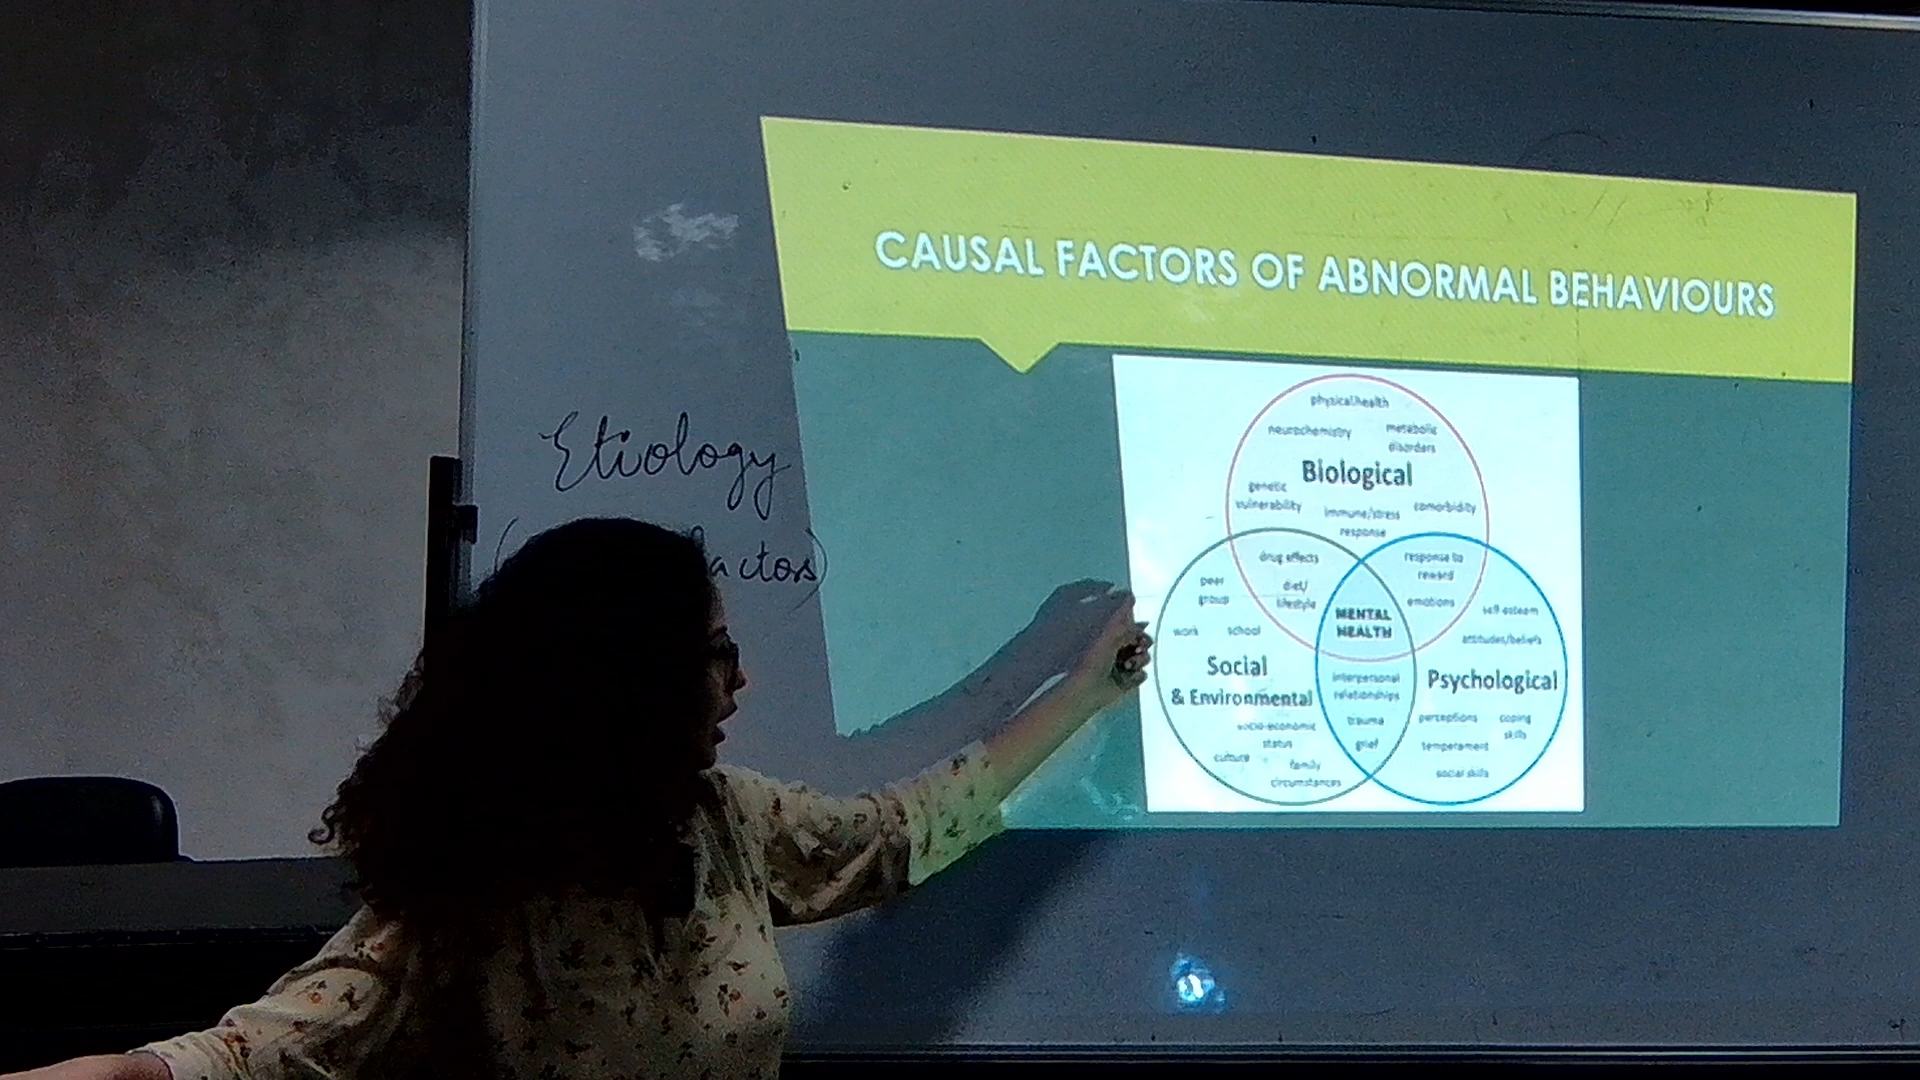 CAUSAL FACTORS OF ABNORMAL BEHAVIOURS
Etiology
actors)
physical health
neurochemistry
metabolic
disorders
Biological
genetic
vulnerability
immune/stress
response
comorbidity
drug effects
diet/
lifestyle
response to
reward
emotions
MENTAL
HEALTH
peer
group
work school
Social
& Environmental
socio-economic
status
culture
family
circumstances
interpersonal
relationships
trauma
grief
self esteem
attitudes/beliefs
Psychological
perceptions
coping
skills
temperament
social skills